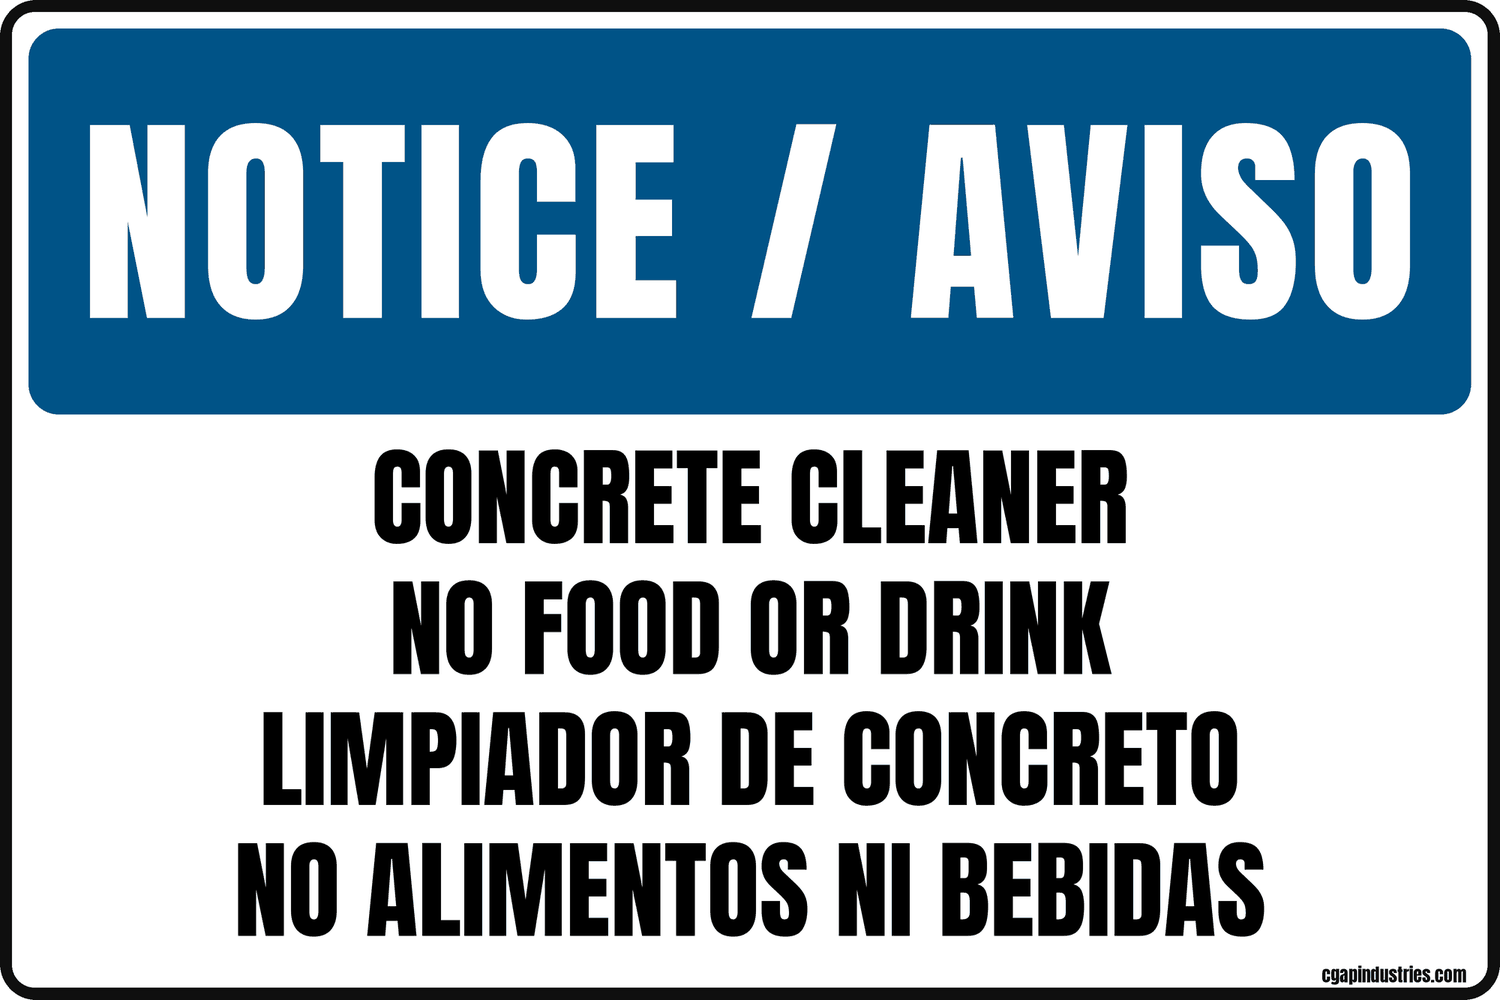 NOTICE / AVISO
CONCRETE CLEANER
NO FOOD OR DRINK
LIMPIADOR DE CONCRETO
NO ALIMENTOS NI BEBIDAS
cgapindustries.com